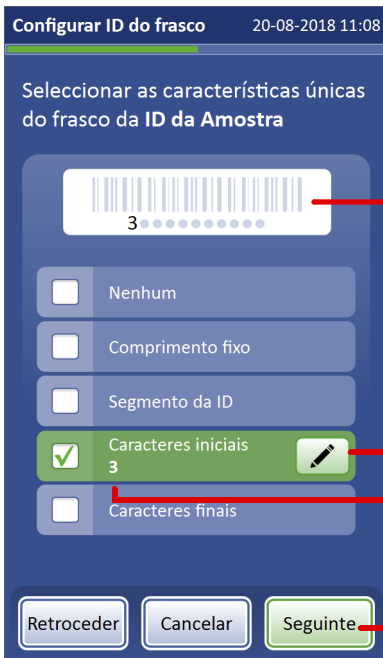 Configurar ID do frasco 20-08-2018 11:08
Seleccionar as características únicas
do frasco da ID da Amostra
3
Nenhum
Comprimento fixo
Segmento da ID
Caracteres iniciais
3
Caracteres finais
Retroceder Cancelar Seguinte